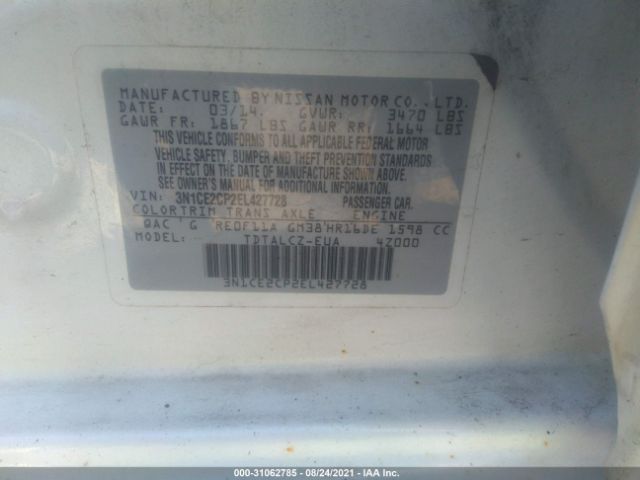 MANUFACTURED BY NISSAN MOTOR CO., LTD.
DATE: 03/14. GVWR: 3470 LBS
GAWR FR: 1867 LBS GAWR RR: 1664 LBS
THIS VEHICLE CONFORMS TO ALL APPLICABLE FEDERAL MOTOR
VEHICLE SAFETY, BUMPER AND THEFT PREVENTION STANDARDS
IN EFFECT ON THE DATE OF MANUFACTURE SHOWN ABOVE.
SEE OWNER'S MANUAL FOR ADDITIONAL INFORMATION.
VIN: 3N1CE2CP2EL427728 PASSENGER CAR.
COLOR TRIM TRANS AXLE ENGINE
QAC G RE0F11A GM38 HR16DE 1598 CC
MODEL: TDTALCZ-EUA 4Z000
3N1CE2CP2EL427728
000-31062785 - 08/24/2021 - IAA Inc.